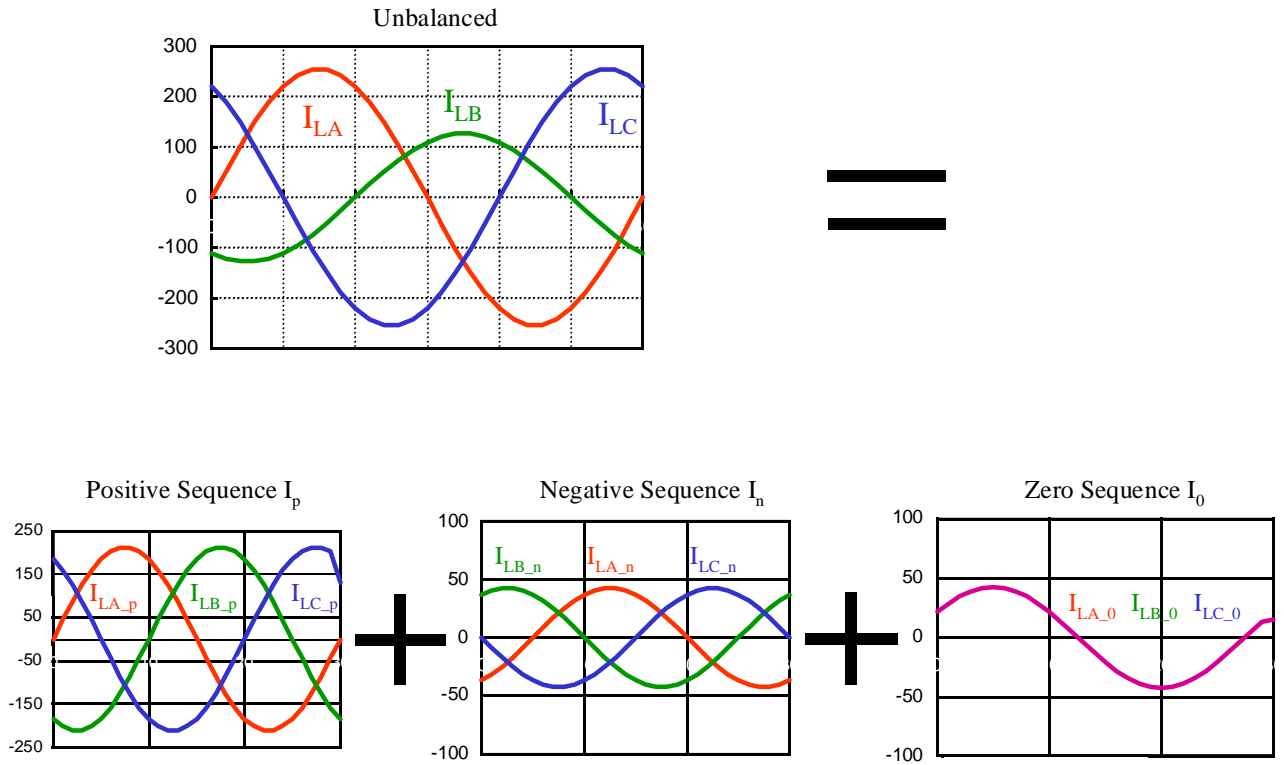 Unbalanced
300
200
100
0
-100
-200
-300
I_LA
I_LB
I_LC
Positive Sequence I_p
250
150
50
-50
-150
-250
I_LA_p
I_LB_p
I_LC_p
Negative Sequence I_n
100
50
0
-50
-100
I_LB_n
I_LA_n
I_LC_n
Zero Sequence I_0
100
50
0
-50
-100
I_LA_0
I_LB_0
I_LC_0